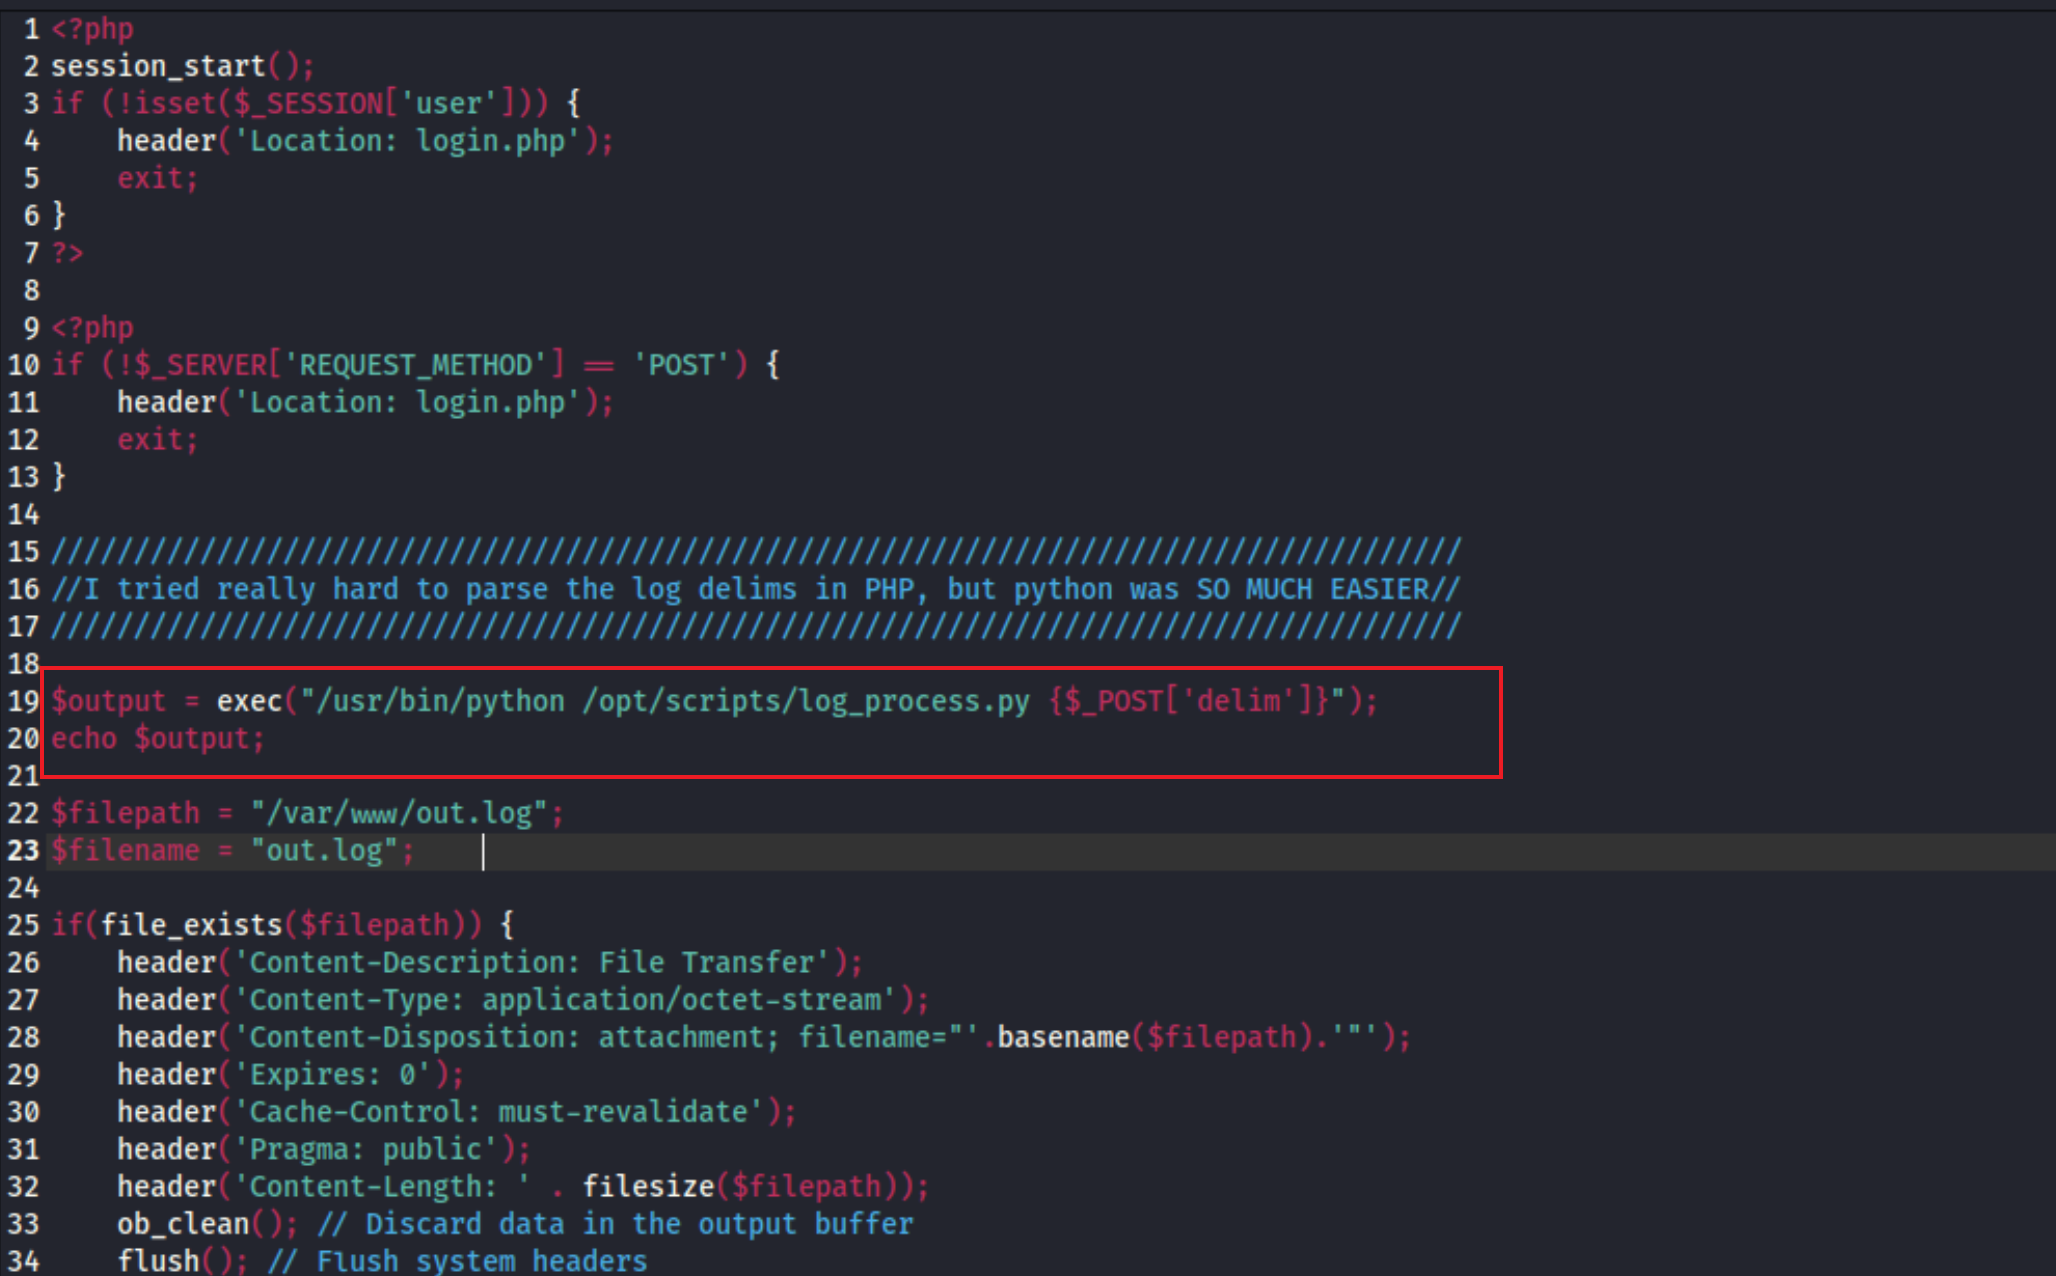 1 <?php
2 session_start();
3 if (!isset($_SESSION['user'])) {
4     header('Location: login.php');
5     exit;
6 }
7 ?>
8
9 <?php
10 if (!$_SERVER['REQUEST_METHOD'] == 'POST') {
11     header('Location: login.php');
12     exit;
13 }
14
15 /////////////////////////////////////////////////////////////////////////////////////
16 //I tried really hard to parse the log delims in PHP, but python was SO MUCH EASIER//
17 /////////////////////////////////////////////////////////////////////////////////////
18
19 $output = exec("/usr/bin/python /opt/scripts/log_process.py {$_POST['delim']}");
20 echo $output;
21
22 $filepath = "/var/www/out.log";
23 $filename = "out.log";
24
25 if(file_exists($filepath)) {
26     header('Content-Description: File Transfer');
27     header('Content-Type: application/octet-stream');
28     header('Content-Disposition: attachment; filename="'.basename($filepath).'"');
29     header('Expires: 0');
30     header('Cache-Control: must-revalidate');
31     header('Pragma: public');
32     header('Content-Length: ' . filesize($filepath));
33     ob_clean(); // Discard data in the output buffer
34     flush(); // Flush system headers